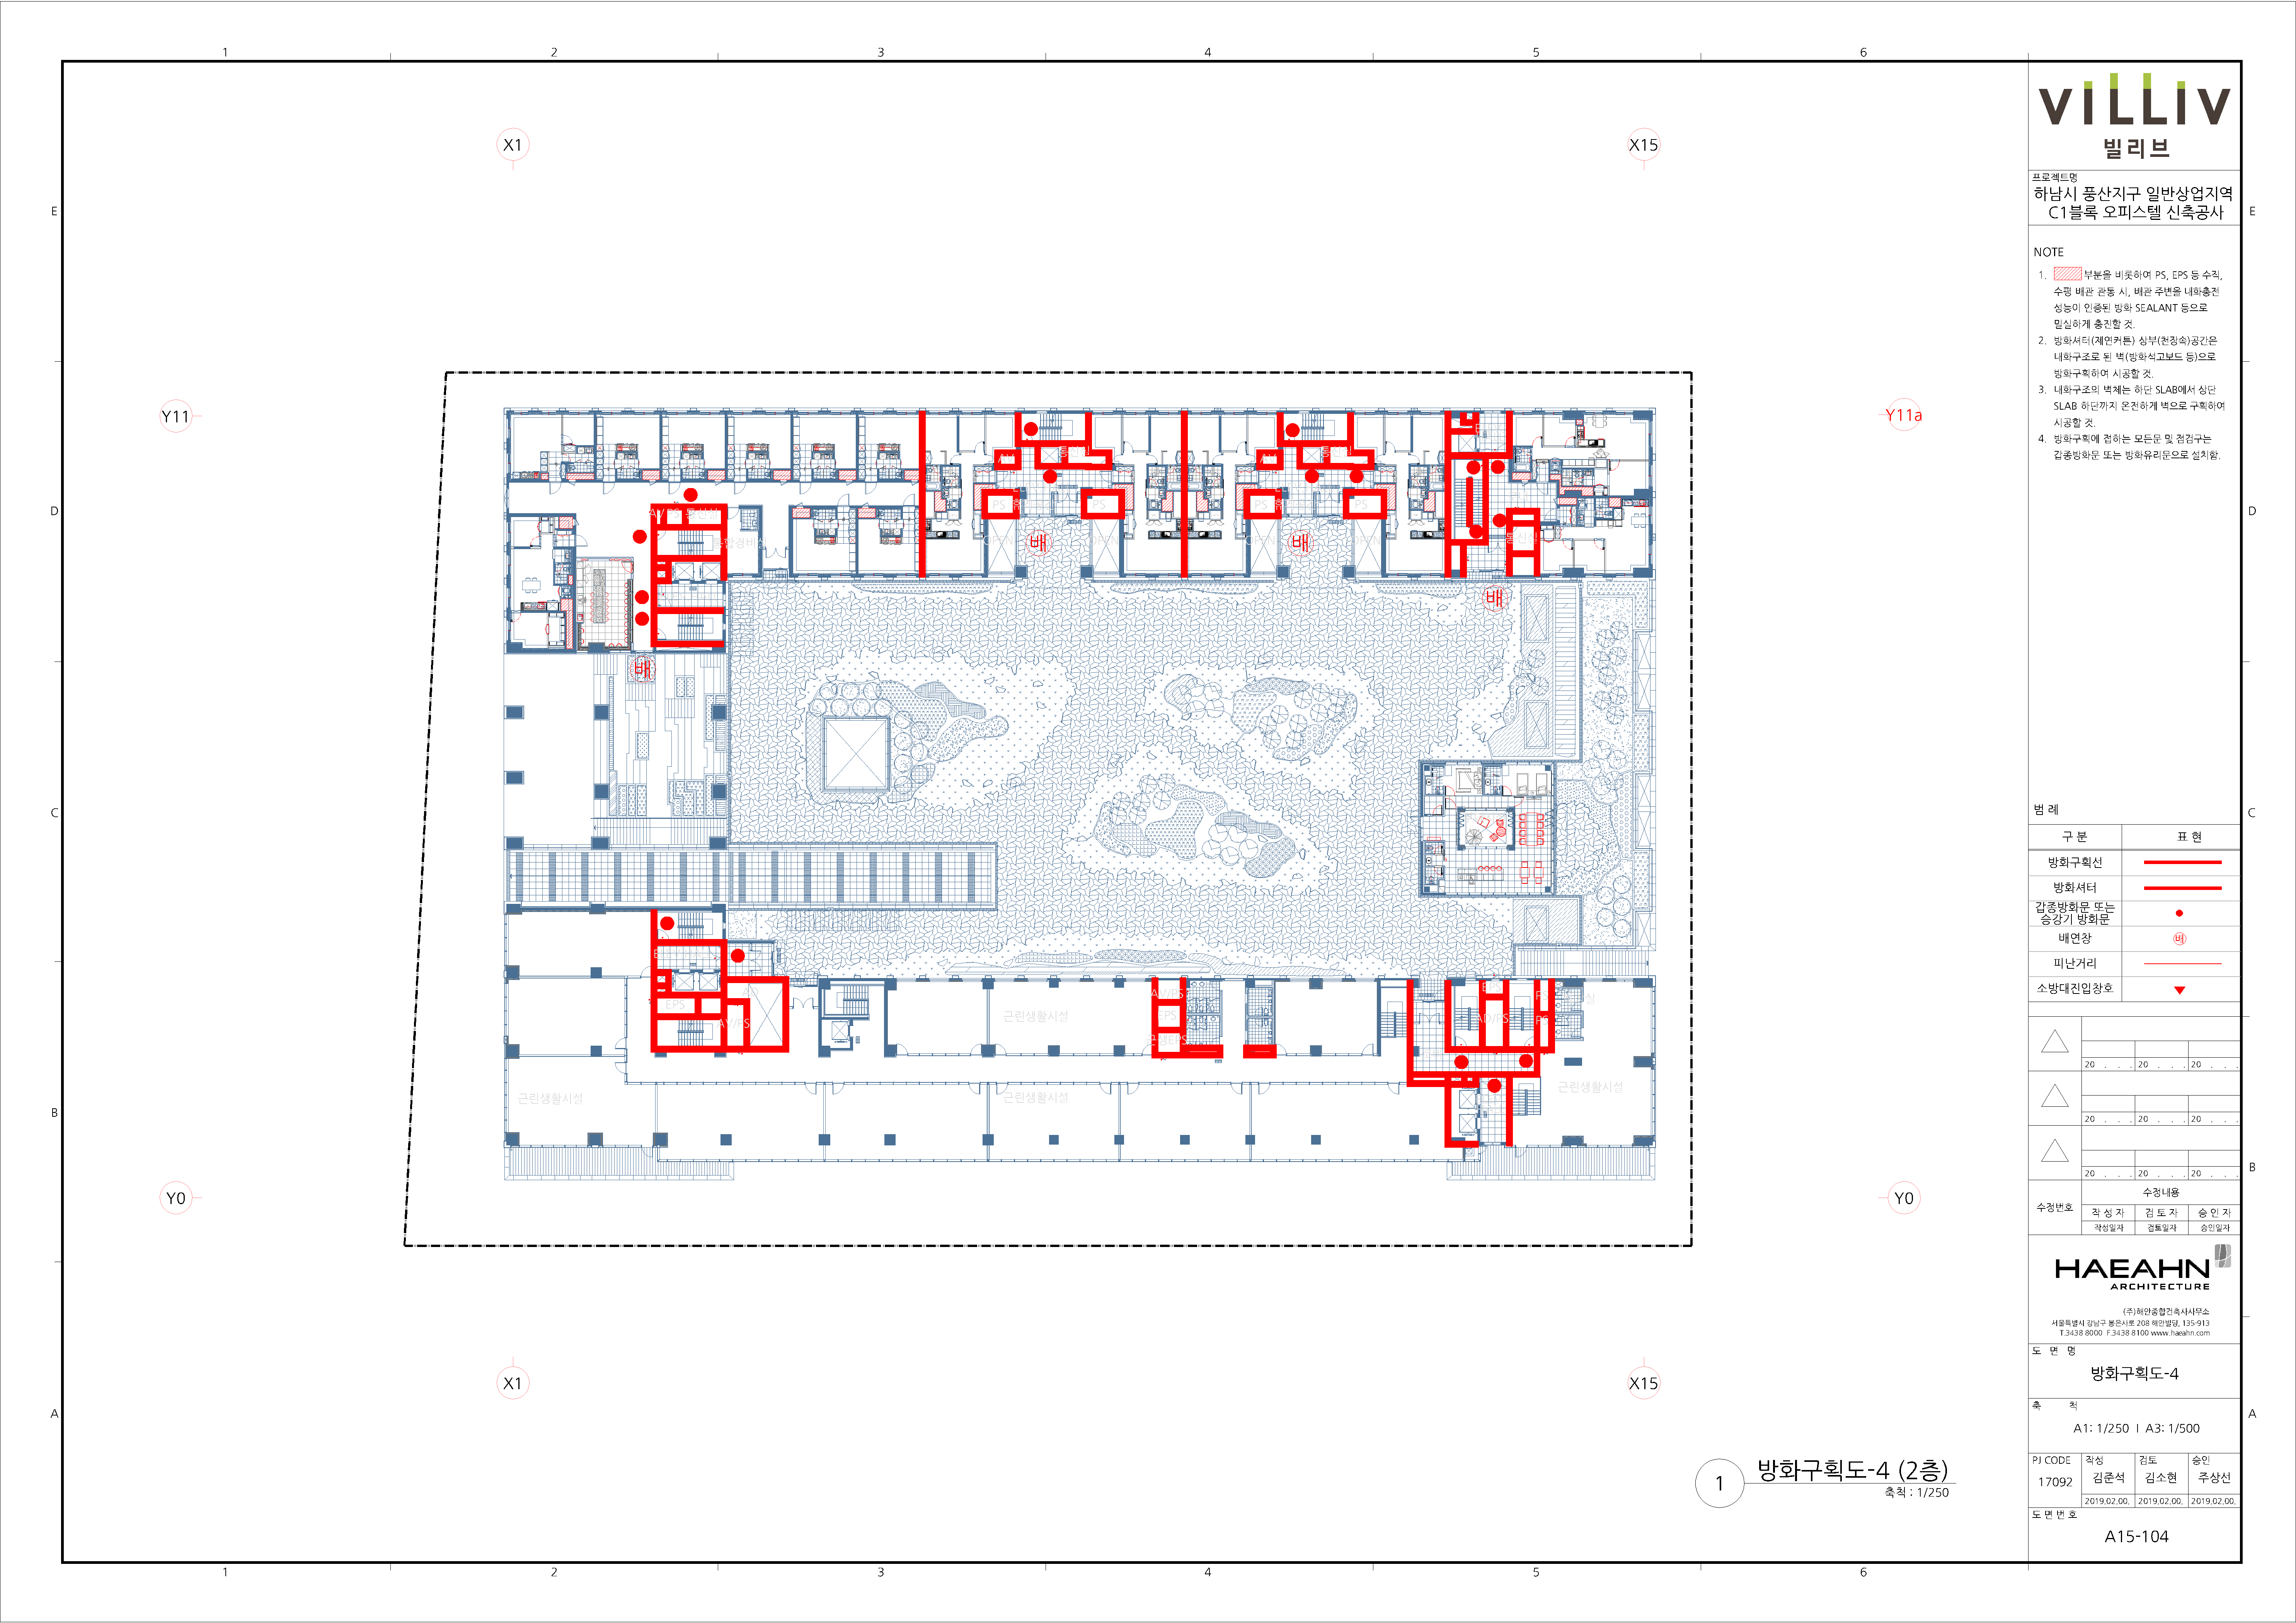 1 2 3 4 5 6
E
D
C
B
A
X1
X15
Y11
Y11a
Y0
Y0
X1
X15
배
배
배
배
AV/PS
PS
PS
PS
PS
EPS
EPS
EPS
근린생활시설
근린생활시설
근린생활시설
근린생활시설
1
방화구획도-4 (2층)
축척 : 1/250
1 2 3 4 5 6
VILLIV
빌리브
프로젝트명
하남시 풍산지구 일반상업지역
C1블록 오피스텔 신축공사
NOTE
1. 부분을 비롯하여 PS, EPS 등 수직,
수평 배관 관통 시, 배관 주변을 내화충전
성능이 인증된 방화 SEALANT 등으로
밀실하게 충진할 것.
2. 방화셔터(제연커튼) 상부(천장속)공간은
내화구조로 된 벽(방화석고보드 등)으로
방화구획하여 시공할 것.
3. 내화구조의 벽체는 하단 SLAB에서 상단
SLAB 하단까지 온전하게 벽으로 구획하여
시공할 것.
4. 방화구획에 접하는 모든문 및 점검구는
갑종방화문 또는 방화유리문으로 설치함.
범 례
구 분 표 현
방화구획선
방화셔터
갑종방화문 또는
승강기 방화문
배연창 배
피난거리
소방대진입창호
20 . . . 20 . . . 20 . . .
20 . . . 20 . . . 20 . . .
20 . . . 20 . . . 20 . . .
수정번호
수정내용
작 성 자 검 토 자 승 인 자
작성일자 검토일자 승인일자
HAEAHN
ARCHITECTURE
(주)해안종합건축사사무소
서울특별시 강남구 봉은사로 208 해안빌딩, 135-913
T.3438 8000 F.3438 8100 www.haeahn.com
도 면 명
방화구획도-4
축 척
A1: 1/250 I A3: 1/500
PJ CODE 작성 검토 승인
17092 김준석 김소현 주상선
2019.02.00. 2019.02.00. 2019.02.00.
도 면 번 호
A15-104
E
D
C
B
A